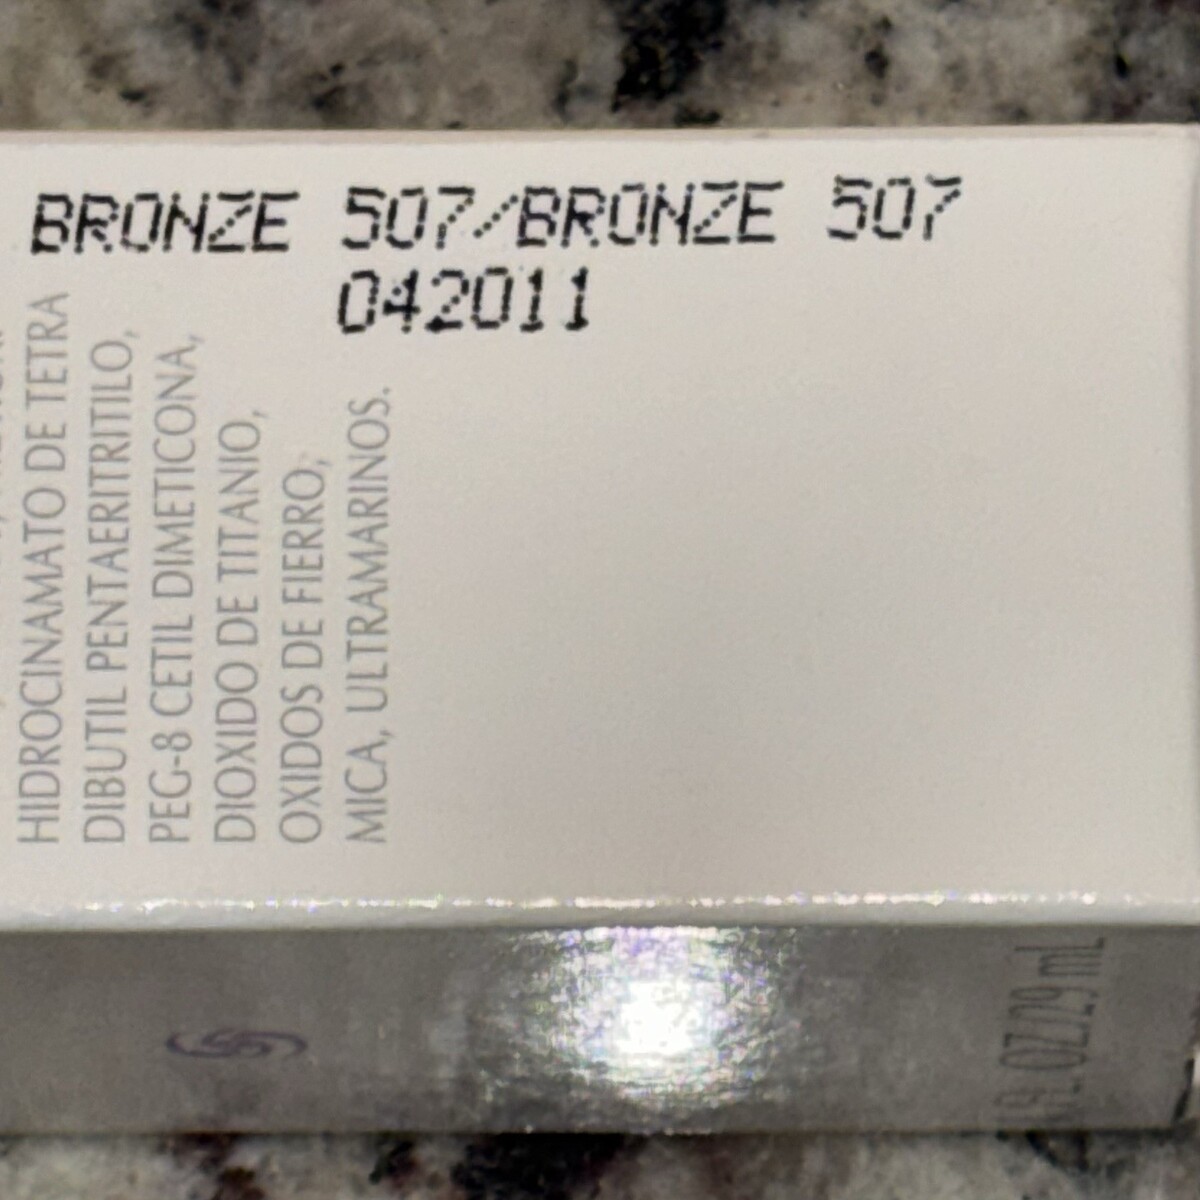 BRONZE 507/BRONZE 507
042011
HIDROCINAMATO DE TETRA
DIBUTIL PENTAERITRITILO,
PEG-8 CETIL DIMETICONA,
DIOXIDO DE TITANIO,
OXIDOS DE FIERRO,
MICA, ULTRAMARINOS.
FL. OZ/29 mL